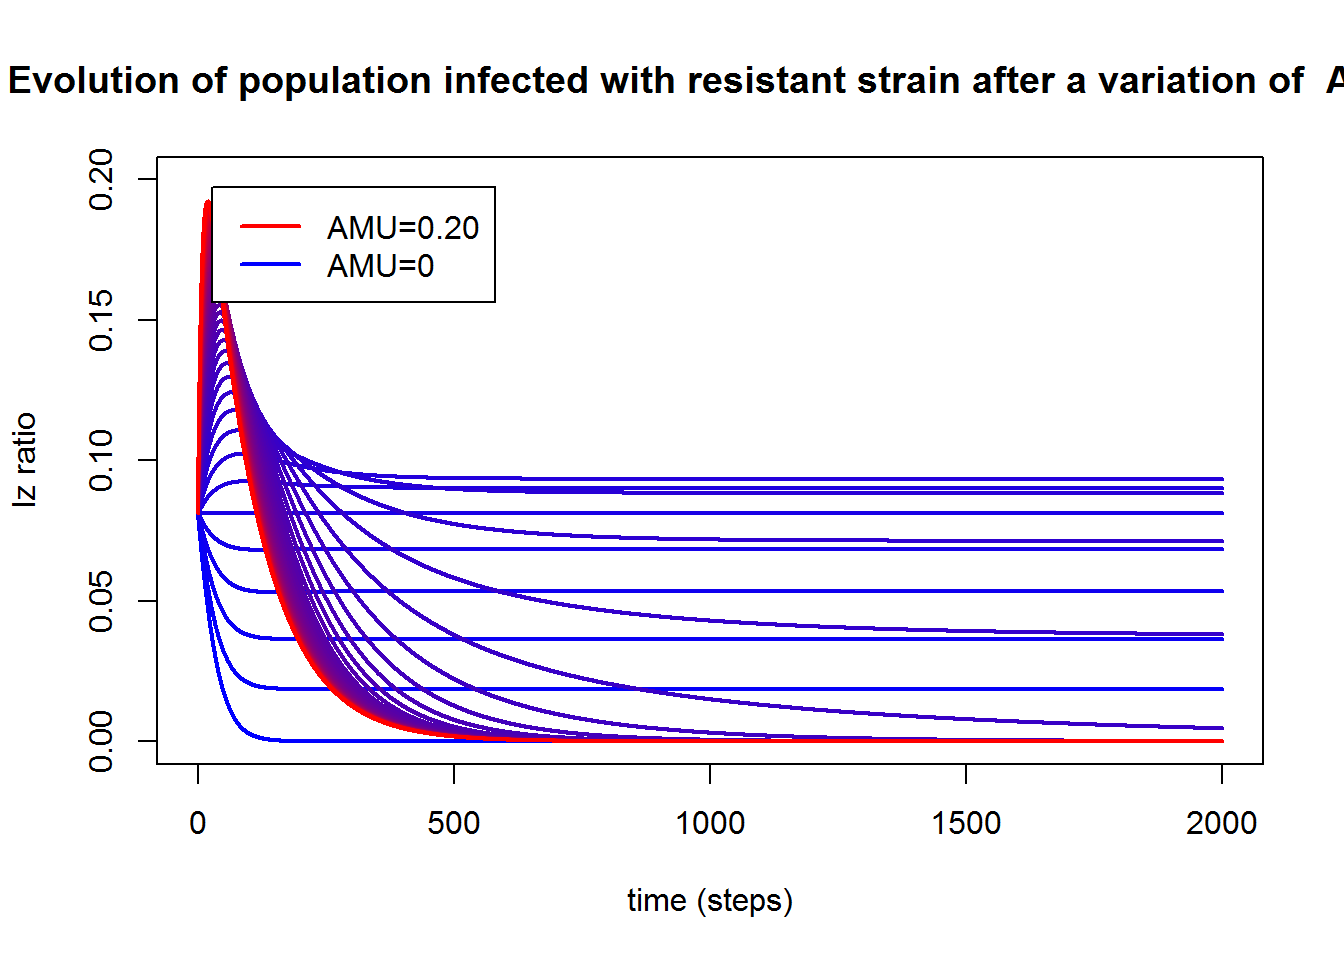 Evolution of population infected with resistant strain after a variation of A
0.20
0.15
0.10
0.05
0.00
Iz ratio
AMU=0.20
AMU=0
0
500
1000
1500
2000
time (steps)